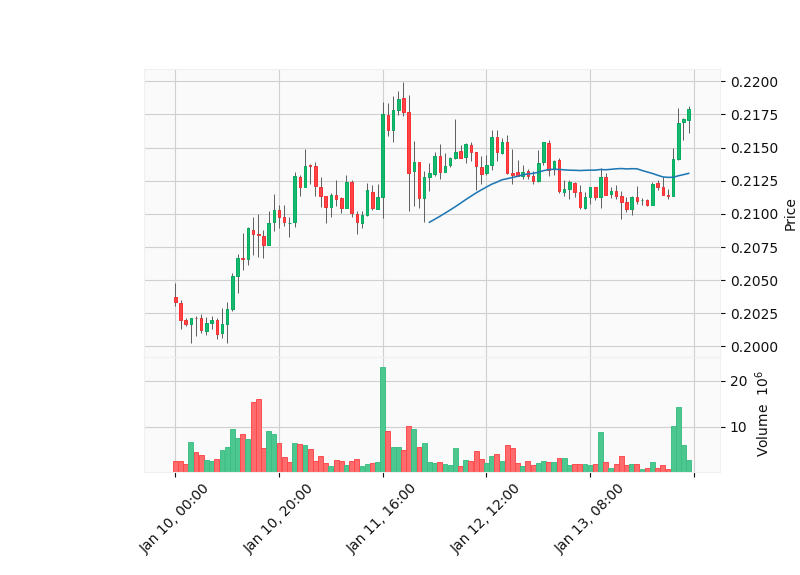 0.2200
0.2175
0.2150
0.2125
0.2100
0.2075
0.2050
0.2025
0.2000
Price
20
10
Volume 10^6
Jan 10, 00:00
Jan 10, 20:00
Jan 11, 16:00
Jan 12, 12:00
Jan 13, 08:00